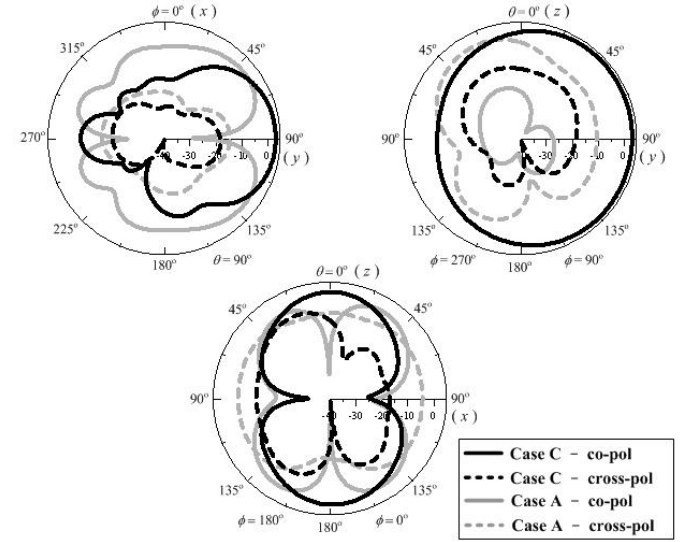 ϕ=0° (x)
315°
45°
270°
90°
-40
-30
-20
-10
0
(y)
225°
135°
180°
θ=90°
θ=0° (z)
45°
45°
90°
90°
-30
-20
-10
0
(y)
135°
135°
ϕ=270°
180°
ϕ=90°
θ=0° (z)
45°
45°
90°
90°
-40
-30
-20
-10
0
(x)
135°
135°
ϕ=180°
180°
ϕ=0°
Case C - co-pol
Case C - cross-pol
Case A - co-pol
Case A - cross-pol